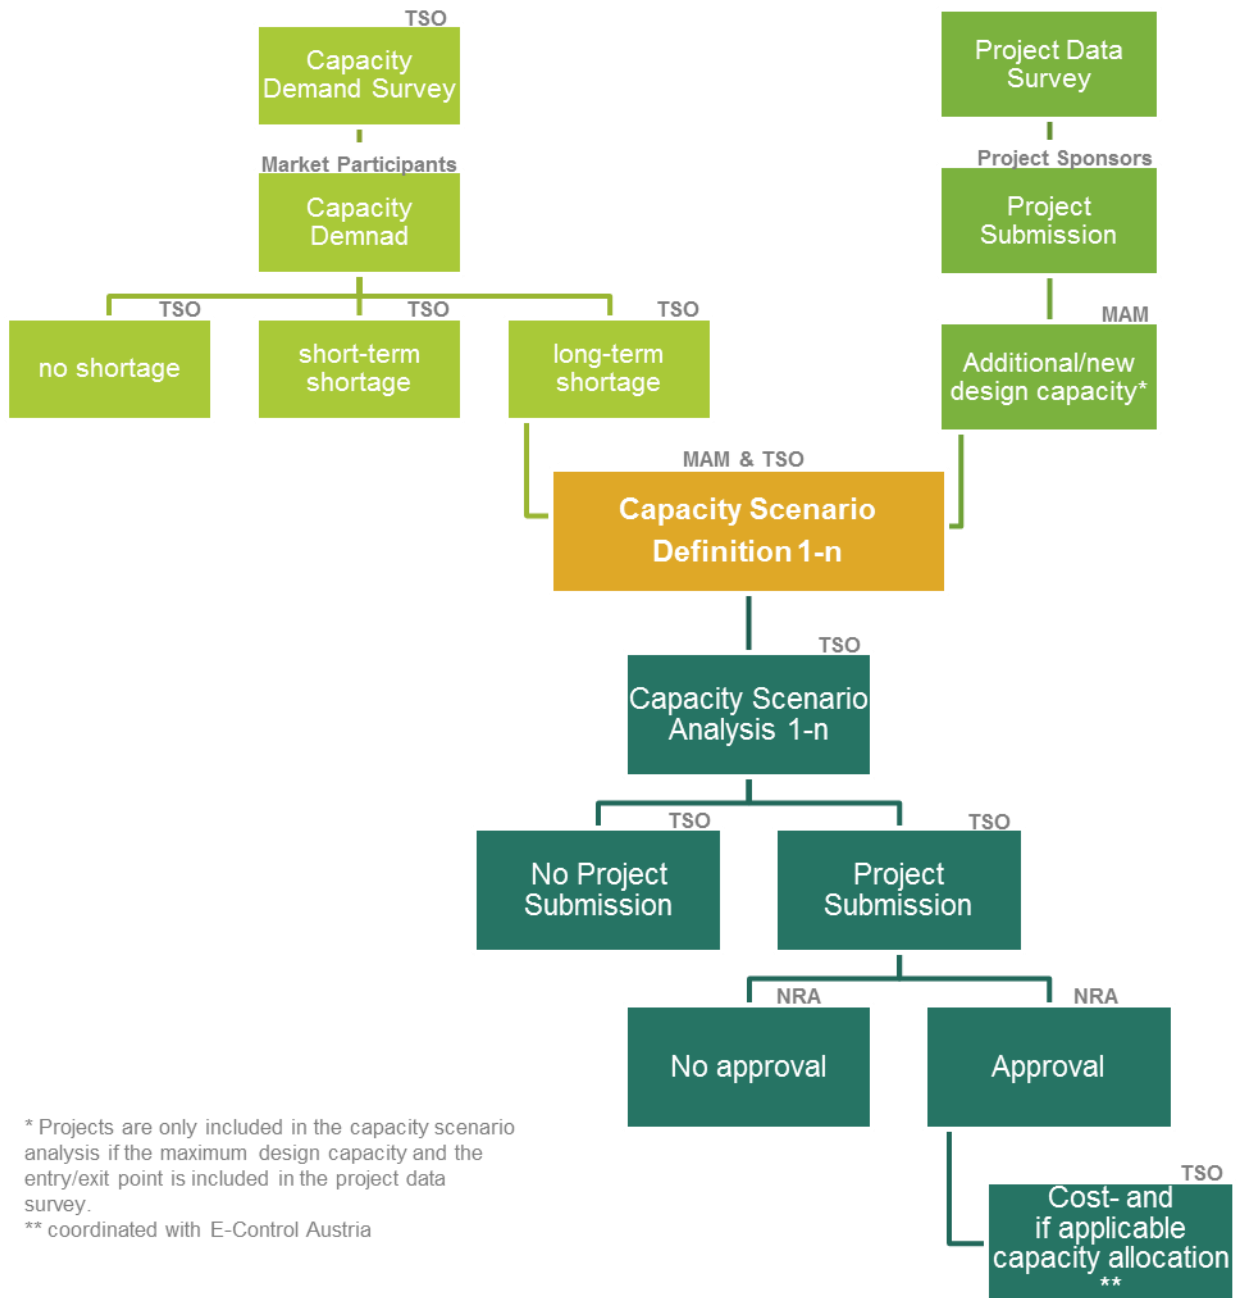 TSO
Capacity
Demand Survey
Market Participants
Capacity
Demnad
TSO
no shortage
TSO
short-term
shortage
TSO
long-term
shortage
Project Data
Survey
Project Sponsors
Project
Submission
MAM
Additional/new
design capacity*
MAM & TSO
Capacity Scenario
Definition 1-n
TSO
Capacity Scenario
Analysis 1-n
TSO
No Project
Submission
TSO
Project
Submission
NRA
No approval
NRA
Approval
TSO
Cost- and
if applicable
capacity allocation
**
* Projects are only included in the capacity scenario
analysis if the maximum design capacity and the
entry/exit point is included in the project data
survey.
** coordinated with E-Control Austria